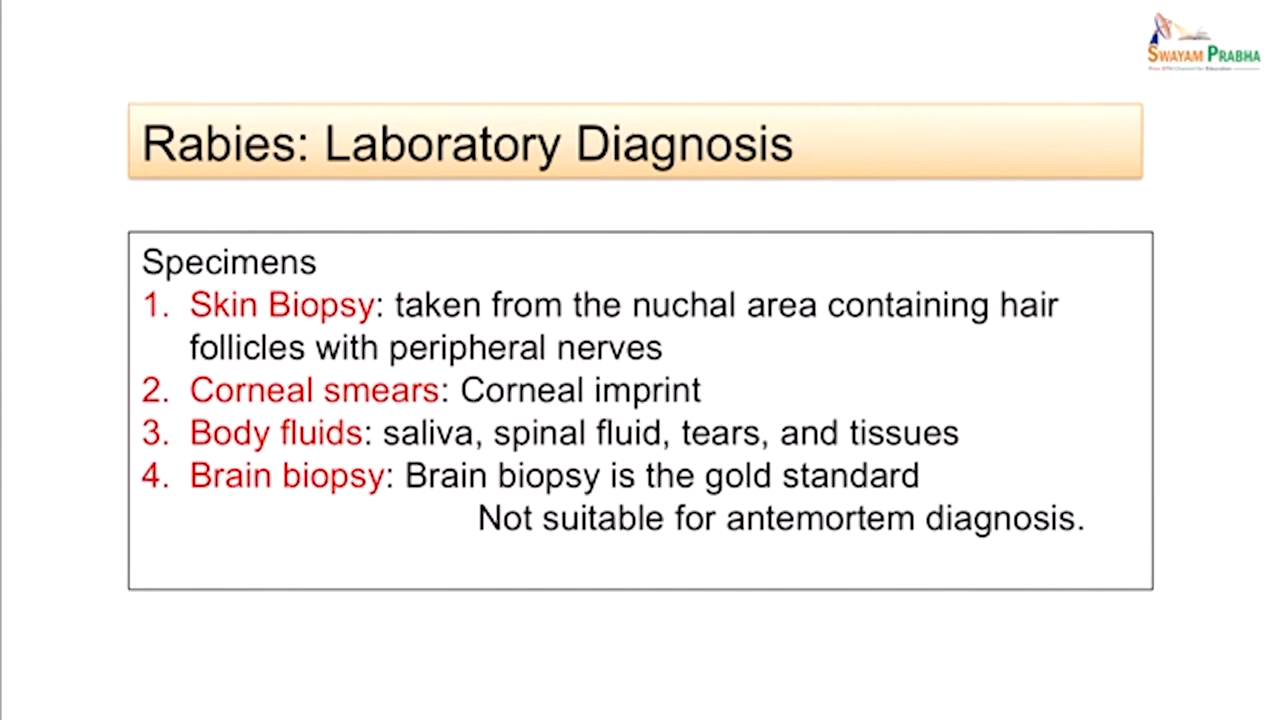 SWAYAM PRABHA
Rabies: Laboratory Diagnosis
Specimens
1. Skin Biopsy: taken from the nuchal area containing hair
follicles with peripheral nerves
2. Corneal smears: Corneal imprint
3. Body fluids: saliva, spinal fluid, tears, and tissues
4. Brain biopsy: Brain biopsy is the gold standard
Not suitable for antemortem diagnosis.